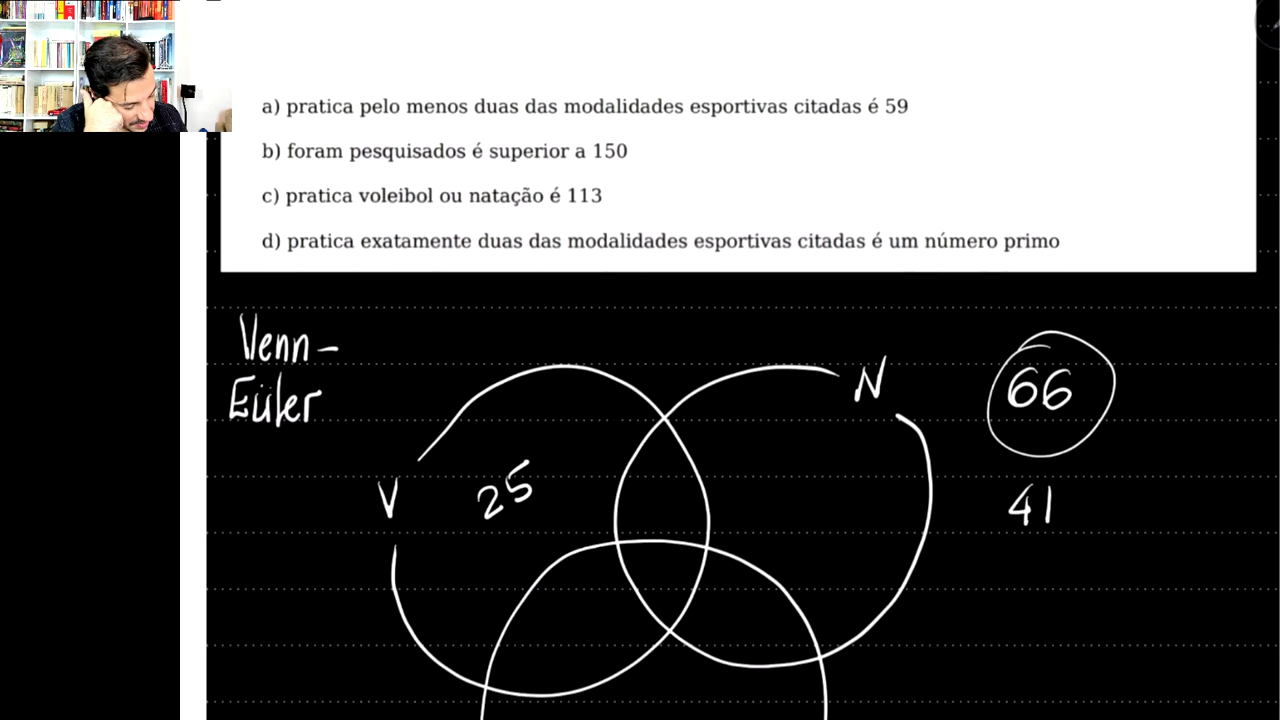 a) pratica pelo menos duas das modalidades esportivas citadas é 59
b) foram pesquisados é superior a 150
c) pratica voleibol ou natação é 113
d) pratica exatamente duas das modalidades esportivas citadas é um número primo
Venn-
Eüler
N
66
V
25
41